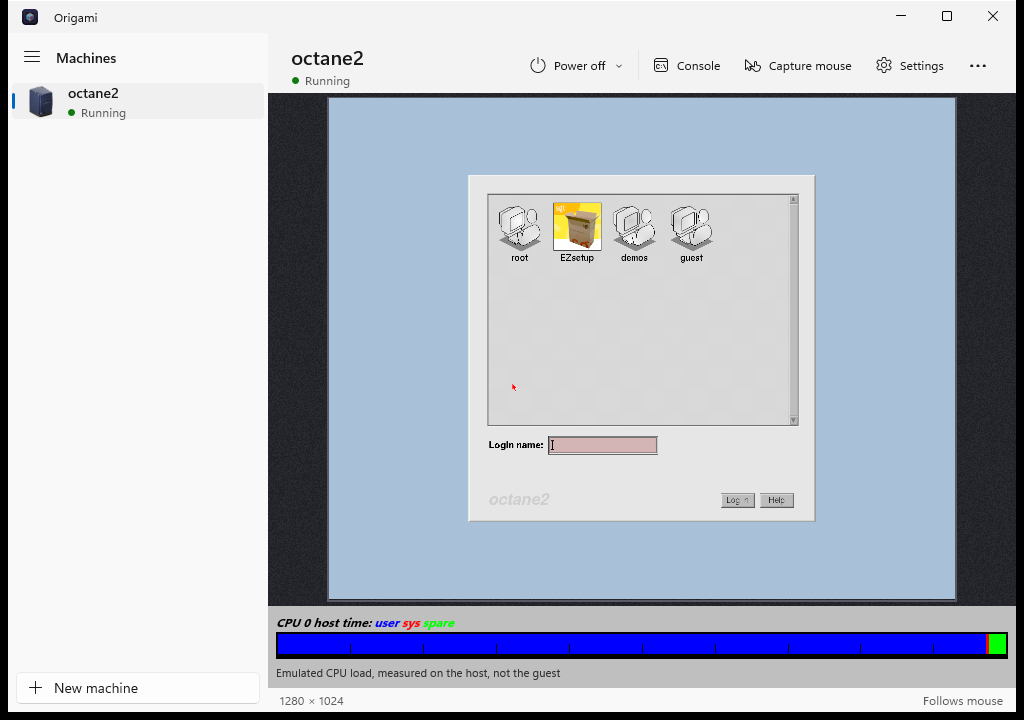 Origami
Machines
octane2
Running
New machine
octane2
Running
Power off
Console
Capture mouse
Settings
root
EZsetup
demos
guest
Login name:
octane2
Log
Help
CPU 0 host time: user sys spare
Emulated CPU load, measured on the host, not the guest
1280 × 1024
Follows mouse